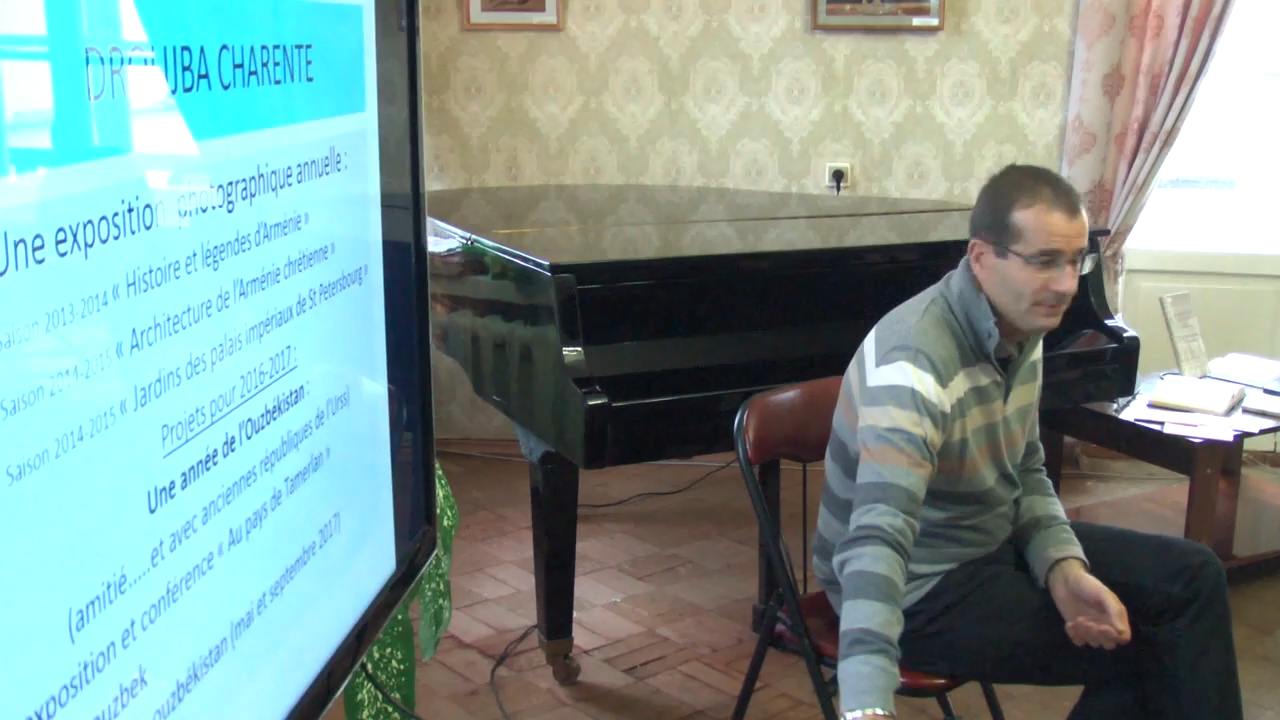 DROUJBA CHARENTE
Une exposition photographique annuelle :
Saison 2013-2014 « Histoire et légendes d'Arménie »
Saison 2014-2015 « Architecture de l'Arménie chrétienne »
Saison 2014-2015 « Jardins des palais impériaux de St Petersbourg »
Projets pour 2016-2017 :
Une année de l'Ouzbékistan :
(amitié.....et avec anciennes républiques de l'Urss)
exposition et conférence « Au pays de Tamerlan »
ouzbek
ouzbékistan (mai et septembre 2017)